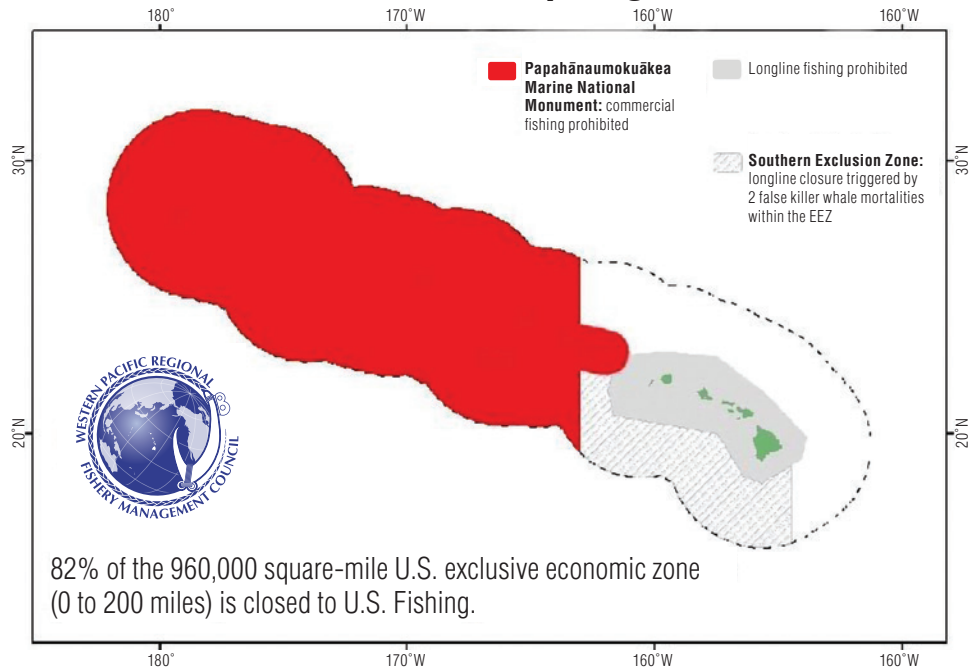 180˚
170˚W
160˚W
160˚W
Papahānaumokuākea
Marine National
Monument: commercial
fishing prohibited
Longline fishing prohibited
Southern Exclusion Zone:
longline closure triggered by
2 false killer whale mortalities
within the EEZ
30˚N
30˚N
20˚N
20˚N
WESTERN PACIFIC REGIONAL
FISHERY MANAGEMENT COUNCIL
82% of the 960,000 square-mile U.S. exclusive economic zone
(0 to 200 miles) is closed to U.S. Fishing.
180˚
170˚W
160˚W
160˚W